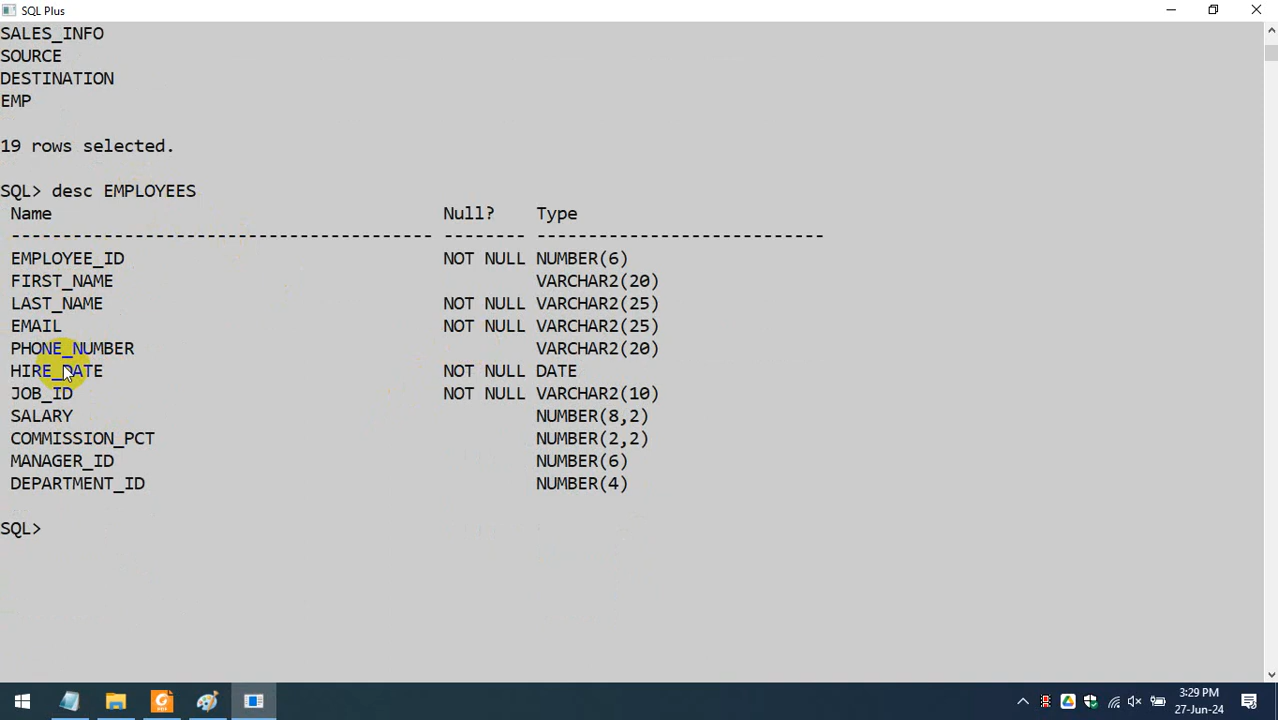 SQL Plus
SALES_INFO
SOURCE
DESTINATION
EMP
19 rows selected.
SQL> desc EMPLOYEES
Name Null? Type
----------------------------------------- -------- ----------------------------
EMPLOYEE_ID NOT NULL NUMBER(6)
FIRST_NAME VARCHAR2(20)
LAST_NAME NOT NULL VARCHAR2(25)
EMAIL NOT NULL VARCHAR2(25)
PHONE_NUMBER VARCHAR2(20)
HIRE_DATE NOT NULL DATE
JOB_ID NOT NULL VARCHAR2(10)
SALARY NUMBER(8,2)
COMMISSION_PCT NUMBER(2,2)
MANAGER_ID NUMBER(6)
DEPARTMENT_ID NUMBER(4)
SQL>
3:29 PM
27-Jun-24